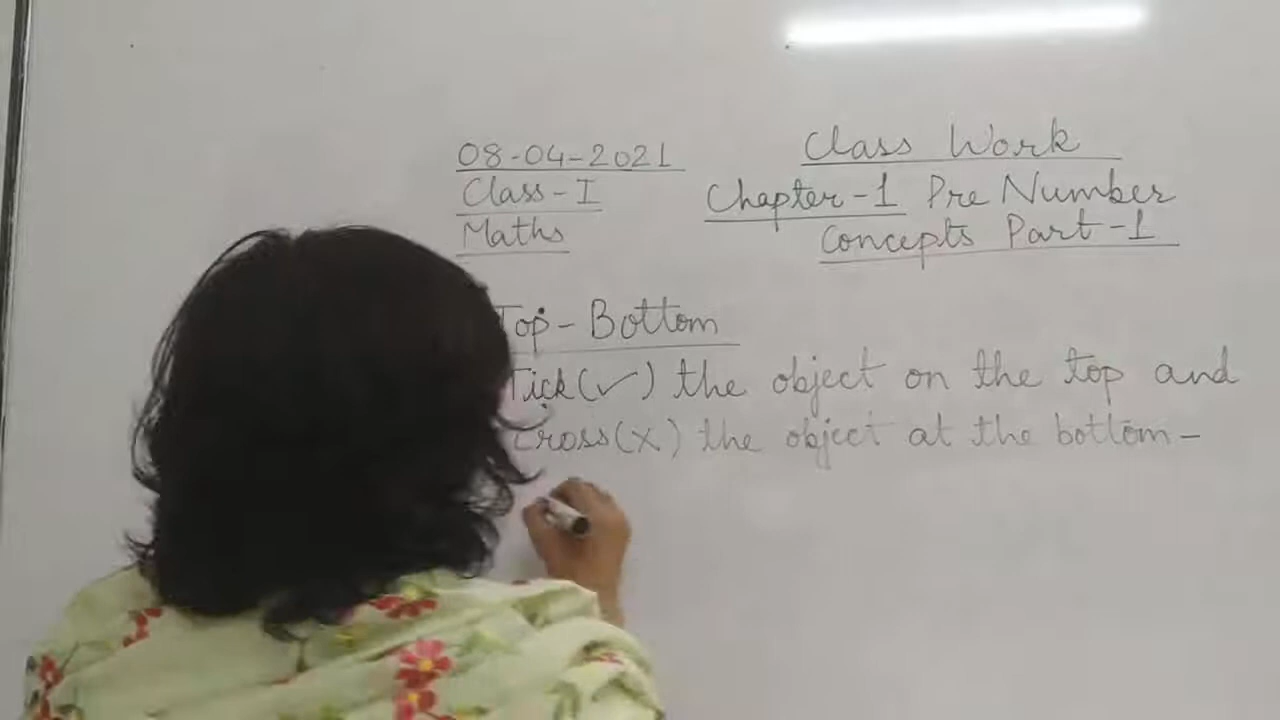 08-04-2021
Class-I
Maths
Class Work
Chapter-1 Pre Number
Concepts Part-1
Top-Bottom
Tick(✓) the object on the top and
Cross(X) the object at the bottom-